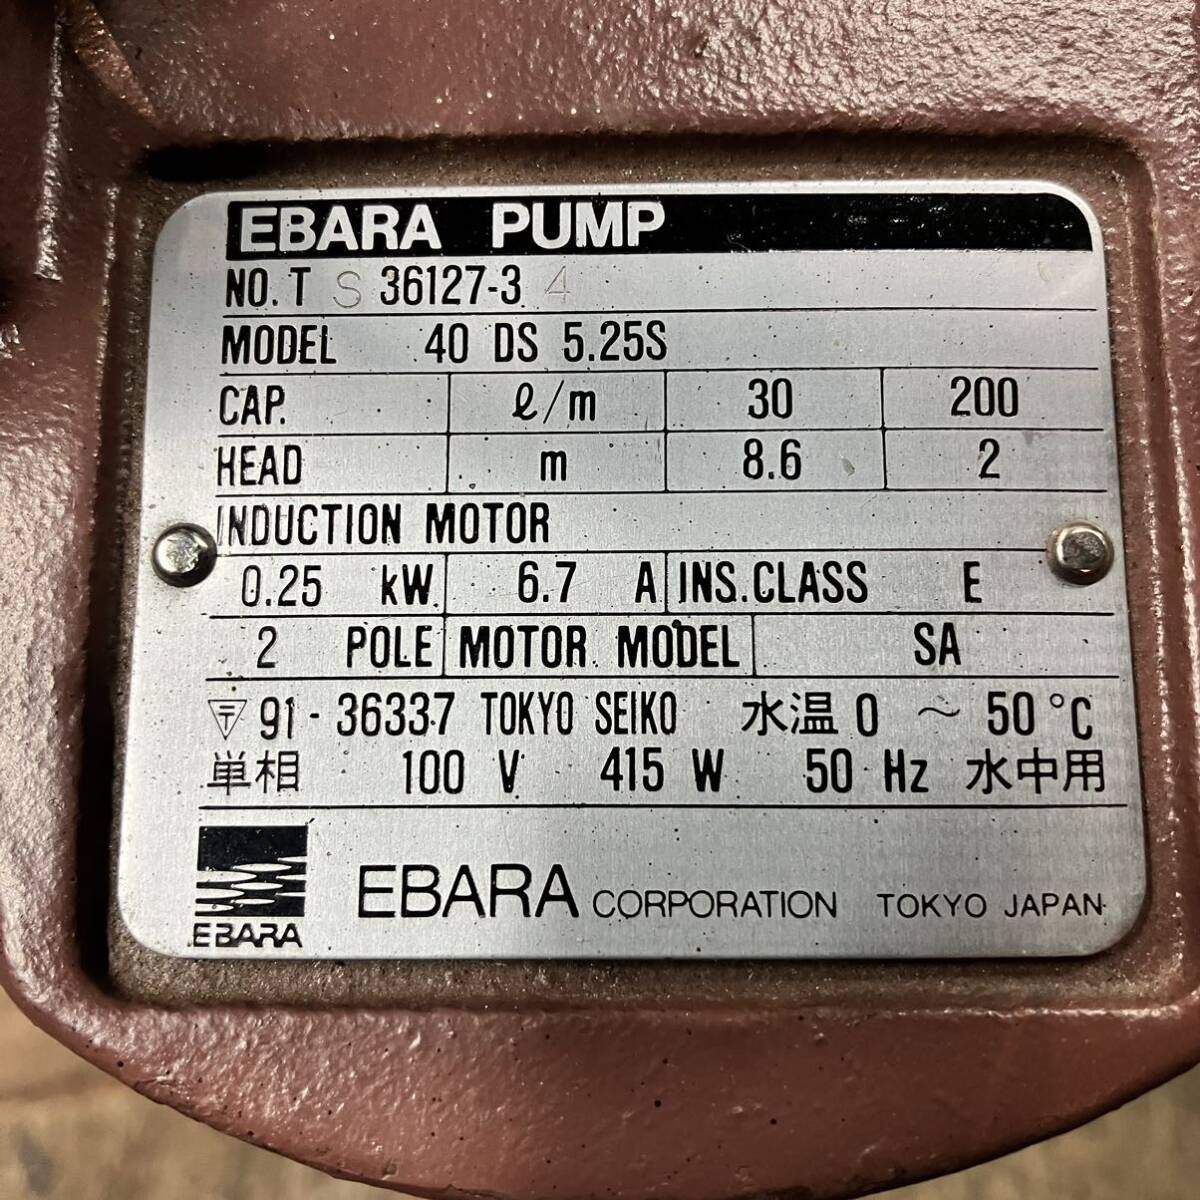 EBARA PUMP
NO. T S 36127-3 4
MODEL 40 DS 5.25S
CAP. ℓ/m 30 200
HEAD m 8.6 2
INDUCTION MOTOR
0.25 kW 6.7 A INS.CLASS E
2 POLE MOTOR MODEL SA
〒 91-36337 TOKYO SEIKO 水温 0 ～ 50 ℃
単相 100 V 415 W 50 Hz 水中用
EBARA
EBARA CORPORATION TOKYO JAPAN